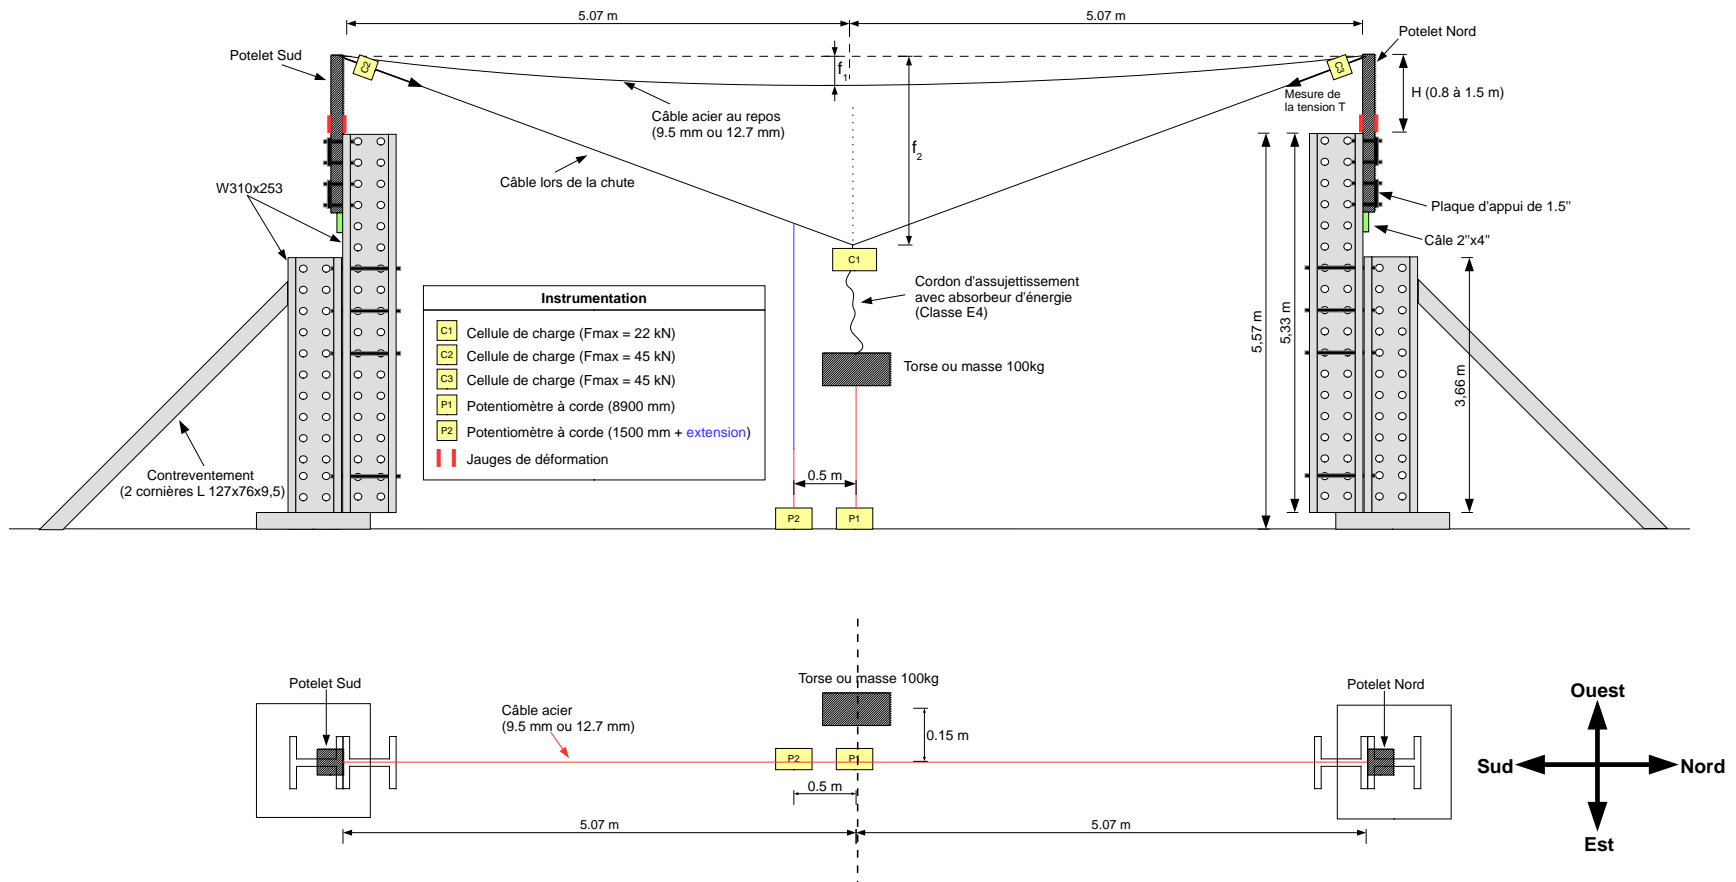 5.07 m
5.07 m
Potelet Sud
Potelet Nord
C2
C3
f1
Mesure de
la tension T
H (0.8 à 1.5 m)
Câble acier au repos
(9.5 mm ou 12.7 mm)
f2
Câble lors de la chute
W310x253
Plaque d'appui de 1.5"
Câle 2"x4"
C1
Cordon d'assujettissement
avec absorbeur d'énergie
(Classe E4)
Instrumentation
C1 Cellule de charge (Fmax = 22 kN)
C2 Cellule de charge (Fmax = 45 kN)
C3 Cellule de charge (Fmax = 45 kN)
P1 Potentiomètre à corde (8900 mm)
P2 Potentiomètre à corde (1500 mm + extension)
Jauges de déformation
5,57 m
5,33 m
3,66 m
Torse ou masse 100kg
Contreventement
(2 cornières L 127x76x9,5)
0.5 m
P2
P1
Torse ou masse 100kg
Potelet Sud
Potelet Nord
Câble acier
(9.5 mm ou 12.7 mm)
0.15 m
P2
P1
0.5 m
5.07 m
5.07 m
Ouest
Sud
Nord
Est